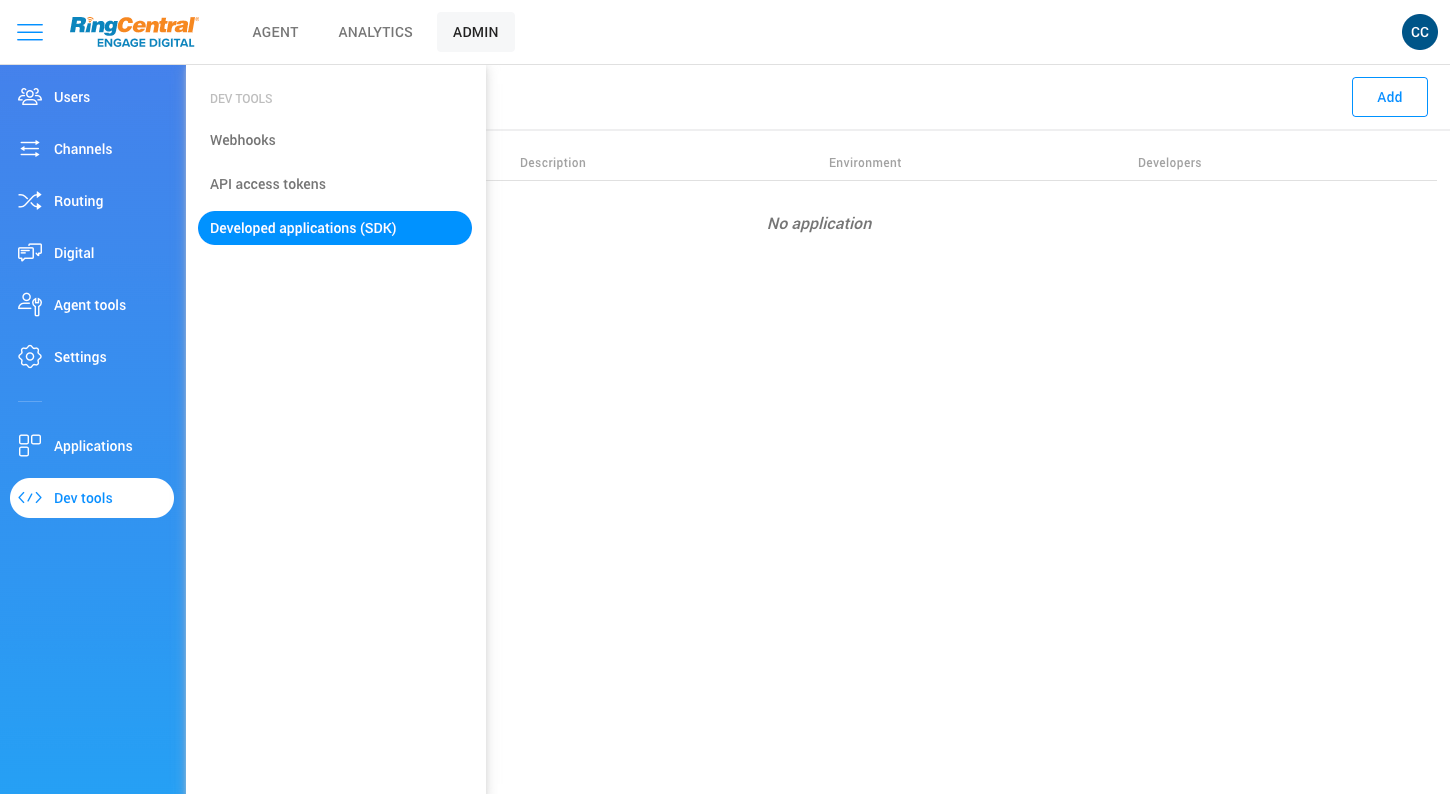 RingCentral®
ENGAGE DIGITAL
AGENT
ANALYTICS
ADMIN
CC
Users
Channels
Routing
Digital
Agent tools
Settings
Applications
Dev tools
DEV TOOLS
Webhooks
API access tokens
Developed applications (SDK)
Add
Description
Environment
Developers
No application